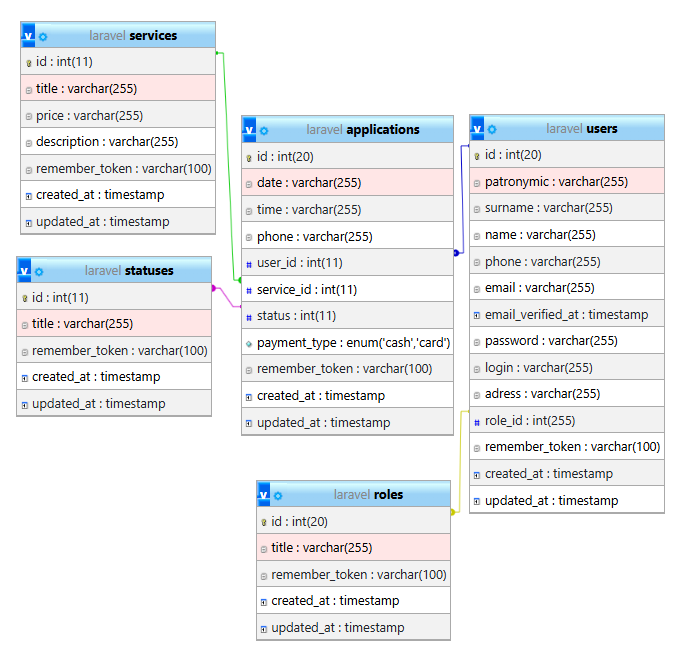 laravel services
id : int(11)
title : varchar(255)
price : varchar(255)
description : varchar(255)
remember_token : varchar(100)
created_at : timestamp
updated_at : timestamp
laravel statuses
id : int(11)
title : varchar(255)
remember_token : varchar(100)
created_at : timestamp
updated_at : timestamp
laravel applications
id : int(20)
date : varchar(255)
time : varchar(255)
phone : varchar(255)
user_id : int(11)
service_id : int(11)
status : int(11)
payment_type : enum('cash','card')
remember_token : varchar(100)
created_at : timestamp
updated_at : timestamp
laravel users
id : int(20)
patronymic : varchar(255)
surname : varchar(255)
name : varchar(255)
phone : varchar(255)
email : varchar(255)
email_verified_at : timestamp
password : varchar(255)
login : varchar(255)
adress : varchar(255)
role_id : int(255)
remember_token : varchar(100)
created_at : timestamp
updated_at : timestamp
laravel roles
id : int(20)
title : varchar(255)
remember_token : varchar(100)
created_at : timestamp
updated_at : timestamp